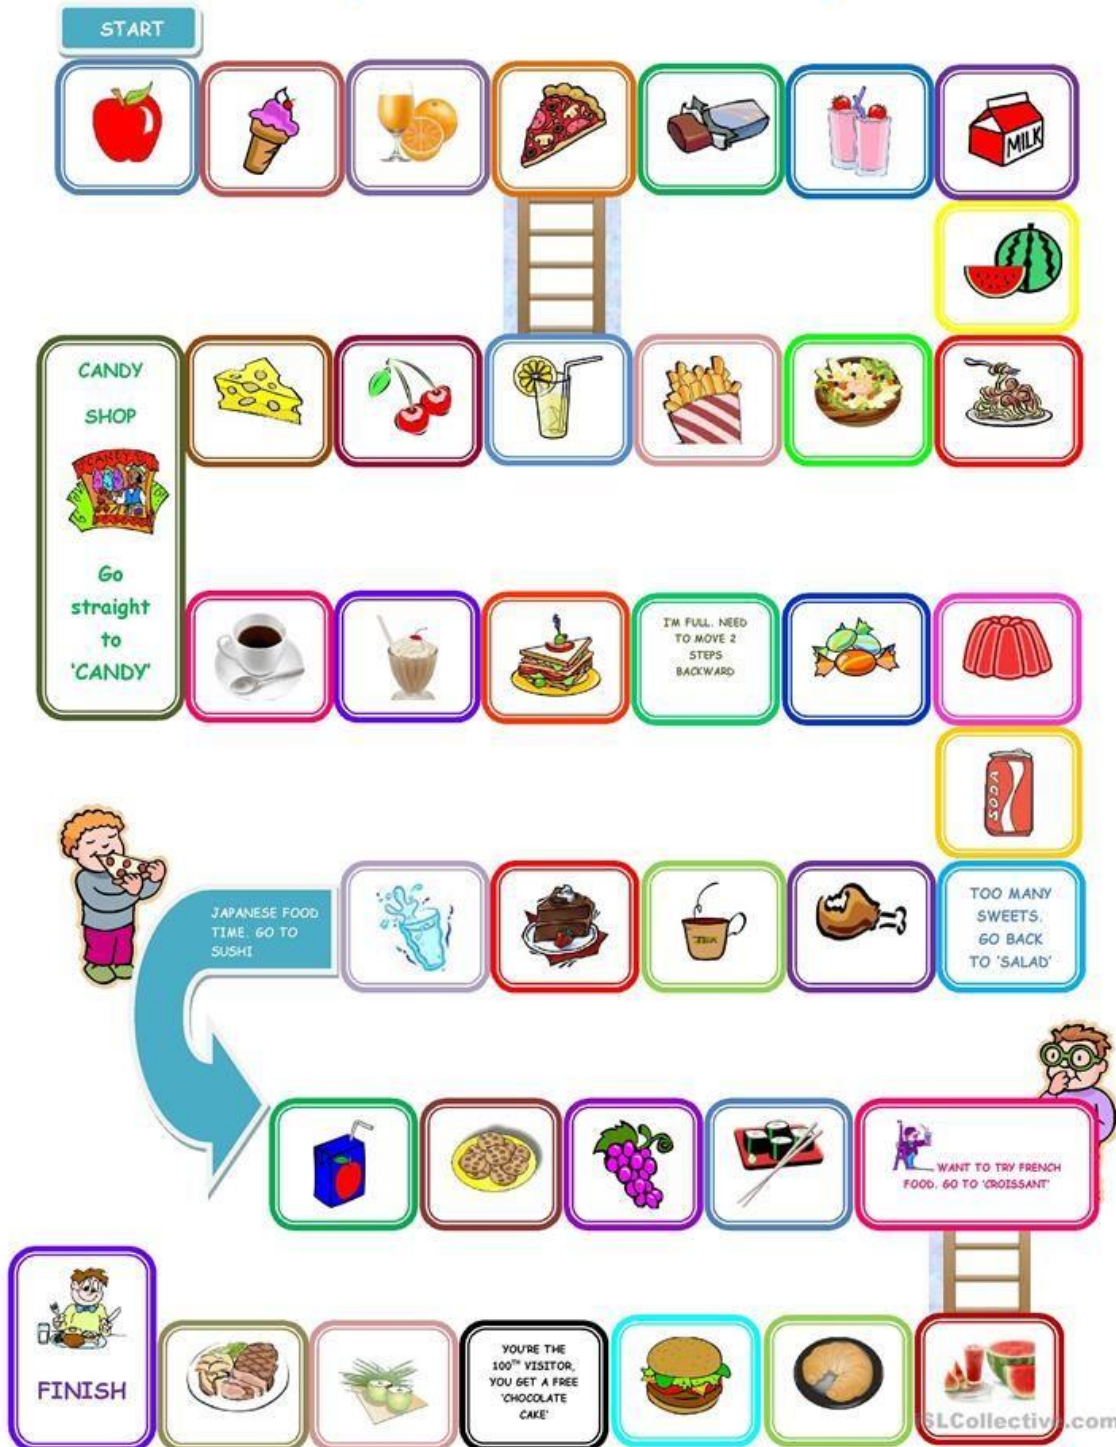 START
MILK
CANDY
SHOP
CANDY
Go
straight
to
'CANDY'
I'M FULL. NEED
TO MOVE 2
STEPS
BACKWARD
SODA
JAPANESE FOOD
TIME. GO TO
SUSHI
TEA
TOO MANY
SWEETS.
GO BACK
TO 'SALAD'
WANT TO TRY FRENCH
FOOD. GO TO 'CROISSANT'
FINISH
YOU'RE THE
100TH VISITOR,
YOU GET A FREE
'CHOCOLATE
CAKE'
iSLCollective.com